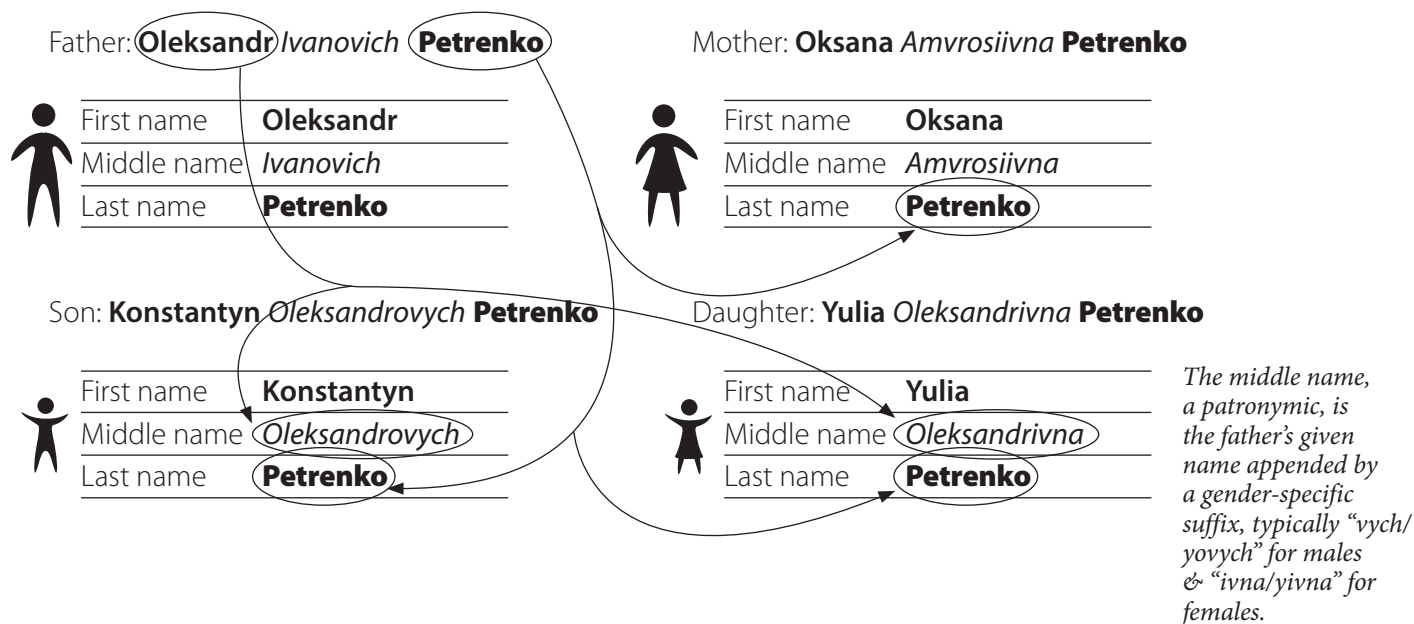 Father: Oleksandr Ivanovich Petrenko
First name Oleksandr
Middle name Ivanovich
Last name Petrenko
Mother: Oksana Amvrosiivna Petrenko
First name Oksana
Middle name Amvrosiivna
Last name Petrenko
Son: Konstantyn Oleksandrovych Petrenko
First name Konstantyn
Middle name Oleksandrovych
Last name Petrenko
Daughter: Yulia Oleksandrivna Petrenko
First name Yulia
Middle name Oleksandrivna
Last name Petrenko
The middle name,
a patronymic, is
the father's given
name appended by
a gender-specific
suffix, typically “vych/
yovych” for males
& “ivna/yivna” for
females.